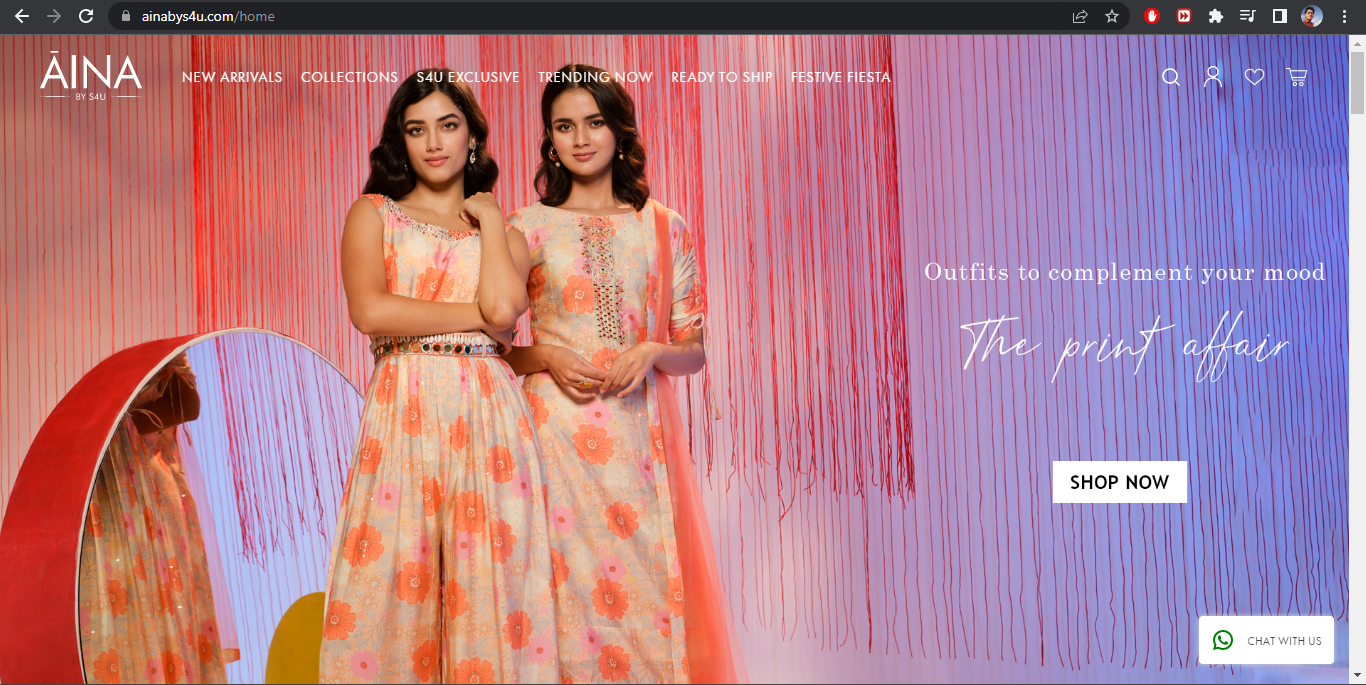 ainabys4u.com/home
ĀINA
BY S4U
NEW ARRIVALS COLLECTIONS S4U EXCLUSIVE TRENDING NOW READY TO SHIP FESTIVE FIESTA
Outfits to complement your mood
The print affair
SHOP NOW
CHAT WITH US